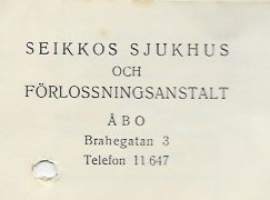 SEIKKOS SJUKHUS
OCH
FÖRLOSSNINGSANSTALT
ÅBO
Brahegatan 3
Telefon 11 647